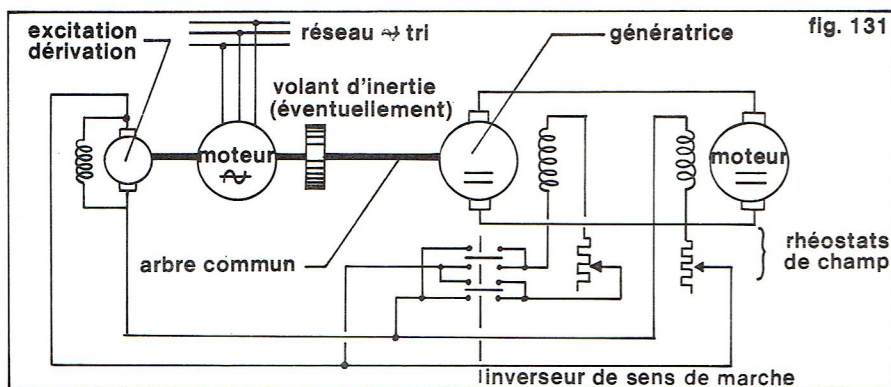 excitation
dérivation
réseau tri
génératrice
fig. 131
volant d'inertie
(éventuellement)
moteur
moteur
arbre commun
rhéostats
de champ
inverseur de sens de marche